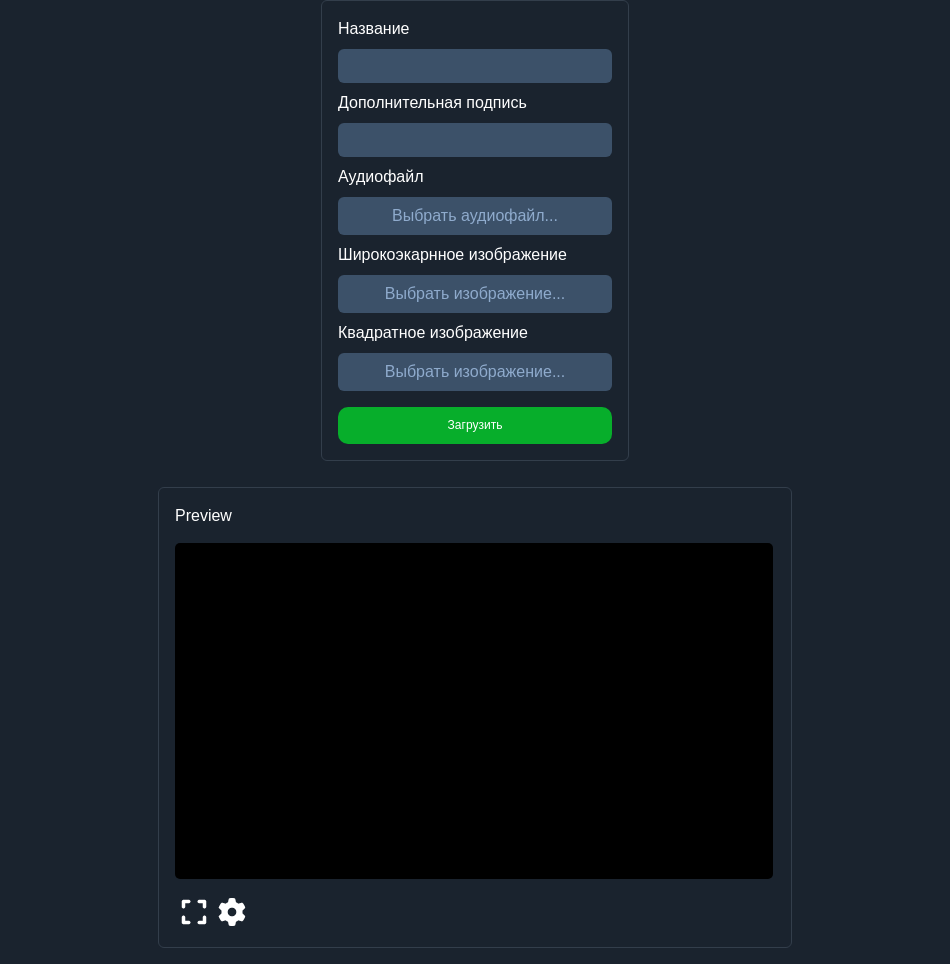 Название
Дополнительная подпись
Аудиофайл
Выбрать аудиофайл...
Широкоэкарнное изображение
Выбрать изображение...
Квадратное изображение
Выбрать изображение...
Загрузить
Preview